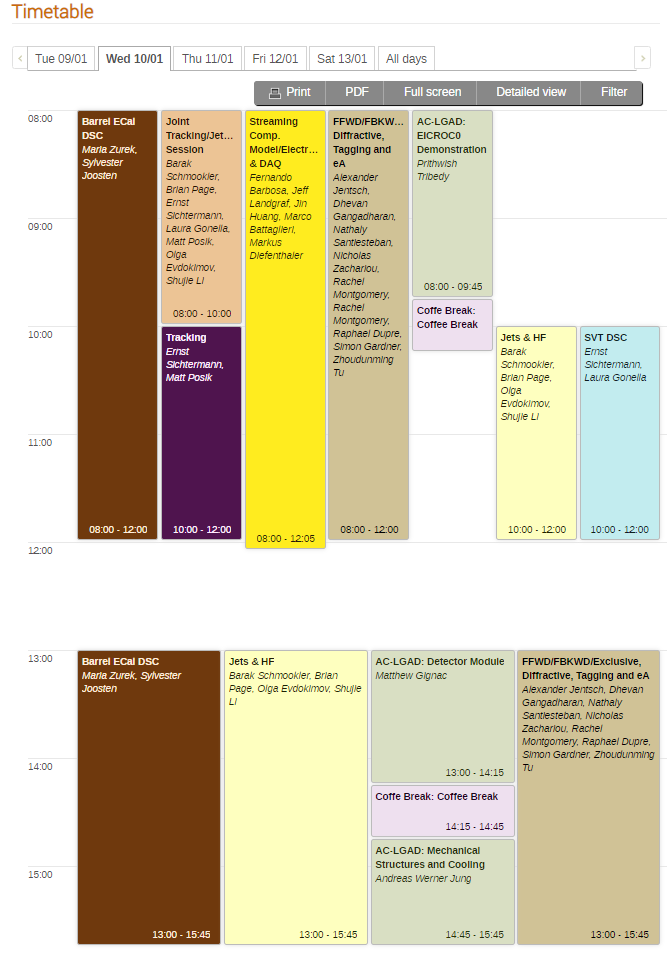 Timetable
Tue 09/01
Wed 10/01
Thu 11/01
Fri 12/01
Sat 13/01
All days
Print
PDF
Full screen
Detailed view
Filter
08:00
09:00
10:00
11:00
12:00
Barrel ECal
DSC
Maria Zurek,
Sylvester
Joosten
08:00 - 12:00
Joint
Tracking/Jet...
Session
Barak
Schmookler,
Brian Page,
Ernst
Sichtermann,
Laura Gonella,
Matt Posik,
Olga
Evdokimov,
Shujie Li
08:00 - 10:00
Tracking
Ernst
Sichtermann,
Matt Posik
10:00 - 12:00
Streaming
Comp.
Model/Electr...
& DAQ
Fernando
Barbosa, Jeff
Landgraf, Jin
Huang, Marco
Battaglieri,
Markus
Diefenthaler
08:00 - 12:05
FFWD/FBKW...
Diffractive,
Tagging and
eA
Alexander
Jentsch,
Dhevan
Gangadharan,
Nathaly
Santiesteban,
Nicholas
Zachariou,
Rachel
Montgomery,
Rachel
Montgomery,
Raphael Dupre,
Simon Gardner,
Zhoudunming
Tu
08:00 - 12:00
AC-LGAD:
EICROC0
Demonstration
Prithwish
Tribedy
08:00 - 09:45
Coffe Break:
Coffee Break
Jets & HF
Barak
Schmookler,
Brian Page,
Olga
Evdokimov,
Shujie Li
10:00 - 12:00
SVT DSC
Ernst
Sichtermann,
Laura Gonella
10:00 - 12:00
13:00
14:00
15:00
Barrel ECal DSC
Maria Zurek, Sylvester
Joosten
13:00 - 15:45
Jets & HF
Barak Schmookler, Brian
Page, Olga Evdokimov, Shujie
Li
13:00 - 15:45
AC-LGAD: Detector Module
Matthew Gignac
13:00 - 14:15
Coffe Break: Coffee Break
14:15 - 14:45
AC-LGAD: Mechanical
Structures and Cooling
Andreas Werner Jung
14:45 - 15:45
FFWD/FBKWD/Exclusive,
Diffractive, Tagging and eA
Alexander Jentsch, Dhevan
Gangadharan, Nathaly
Santiesteban, Nicholas
Zachariou, Rachel
Montgomery, Raphael Dupre,
Simon Gardner, Zhoudunming
Tu
13:00 - 15:45